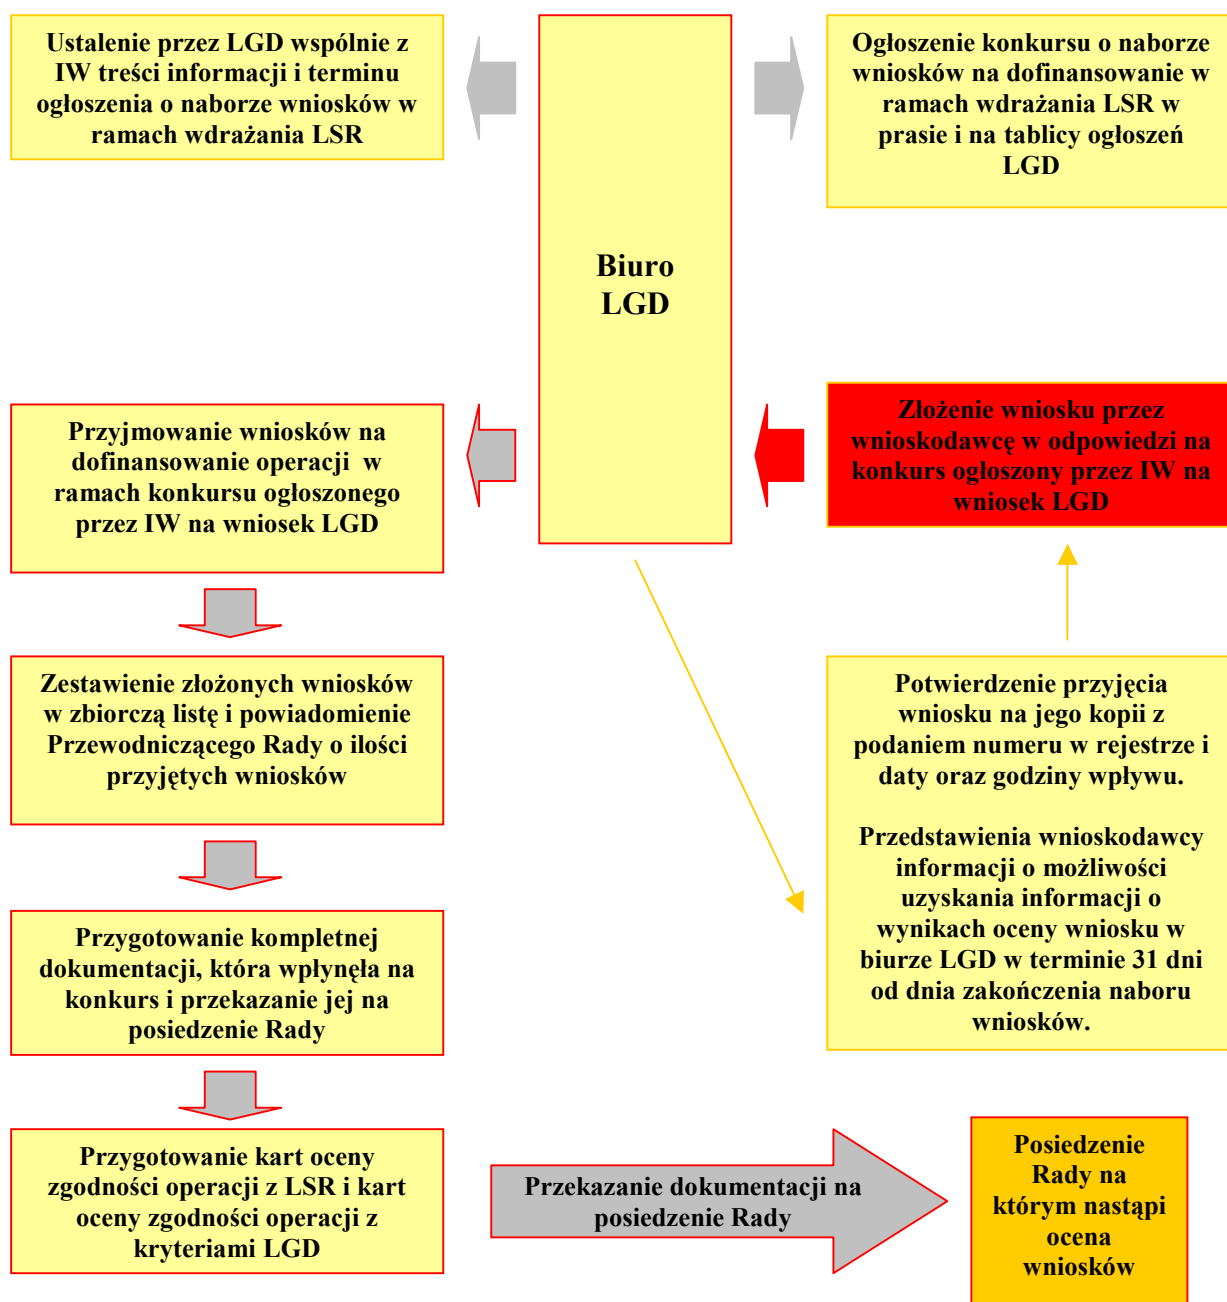 Ustalenie przez LGD wspólnie z
IW treści informacji i terminu
ogłoszenia o naborze wniosków w
ramach wdrażania LSR
Ogłoszenie konkursu o naborze
wniosków na dofinansowanie w
ramach wdrażania LSR w
prasie i na tablicy ogłoszeń
LGD
Biuro
LGD
Złożenie wniosku przez
wnioskodawcę w odpowiedzi na
konkurs ogłoszony przez IW na
wniosek LGD
Przyjmowanie wniosków na
dofinansowanie operacji w
ramach konkursu ogłoszonego
przez IW na wniosek LGD
Zestawienie złożonych wniosków
w zbiorczą listę i powiadomienie
Przewodniczącego Rady o ilości
przyjętych wniosków
Potwierdzenie przyjęcia
wniosku na jego kopii z
podaniem numeru w rejestrze i
daty oraz godziny wpływu.
Przedstawienia wnioskodawcy
informacji o możliwości
uzyskania informacji o
wynikach oceny wniosku w
biurze LGD w terminie 31 dni
od dnia zakończenia naboru
wniosków.
Przygotowanie kompletnej
dokumentacji, która wpłynęła na
konkurs i przekazanie jej na
posiedzenie Rady
Przygotowanie kart oceny
zgodności operacji z LSR i kart
oceny zgodności operacji z
kryteriami LGD
Przekazanie dokumentacji na
posiedzenie Rady
Posiedzenie
Rady na
którym nastąpi
ocena
wniosków